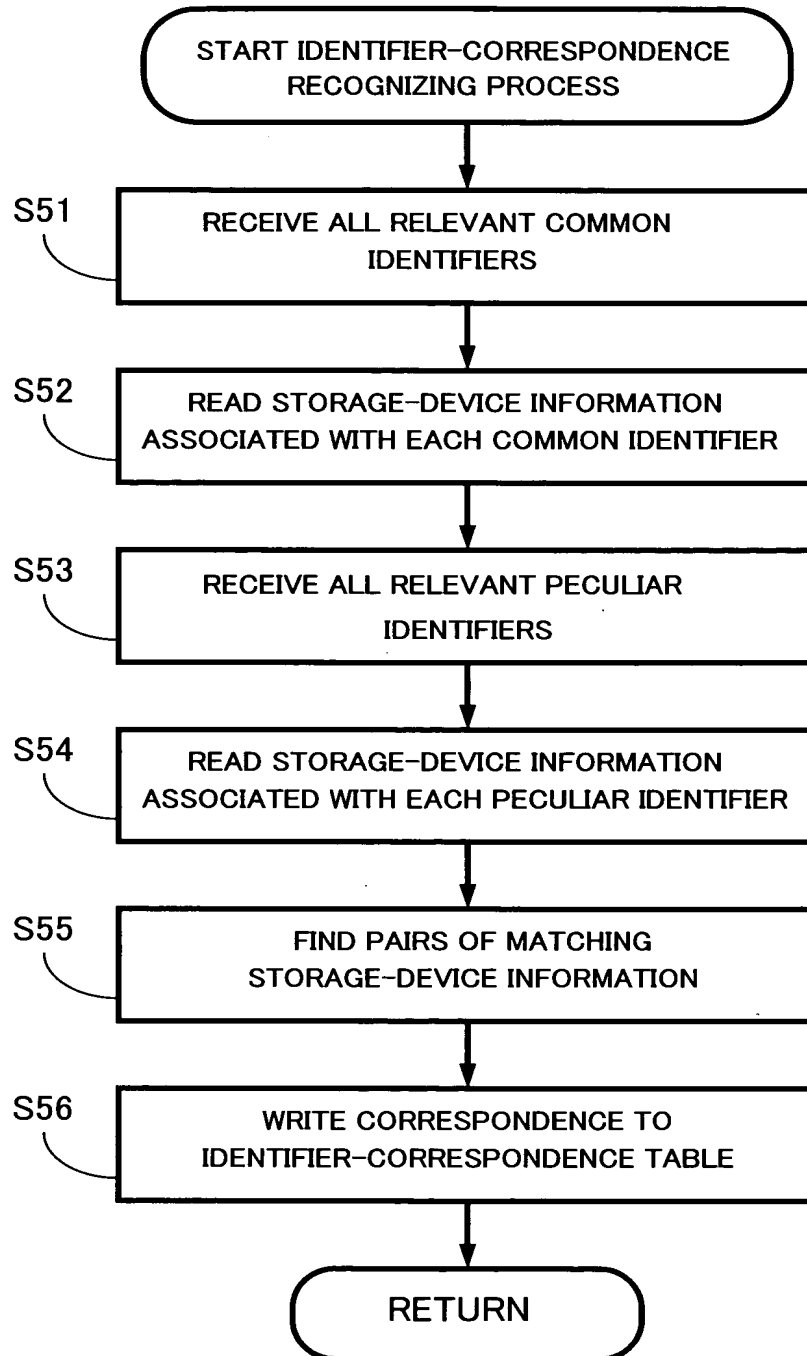 START IDENTIFIER-CORRESPONDENCE
RECOGNIZING PROCESS
S51
RECEIVE ALL RELEVANT COMMON
IDENTIFIERS
S52
READ STORAGE-DEVICE INFORMATION
ASSOCIATED WITH EACH COMMON IDENTIFIER
S53
RECEIVE ALL RELEVANT PECULIAR
IDENTIFIERS
S54
READ STORAGE-DEVICE INFORMATION
ASSOCIATED WITH EACH PECULIAR IDENTIFIER
S55
FIND PAIRS OF MATCHING
STORAGE-DEVICE INFORMATION
S56
WRITE CORRESPONDENCE TO
IDENTIFIER-CORRESPONDENCE TABLE
RETURN